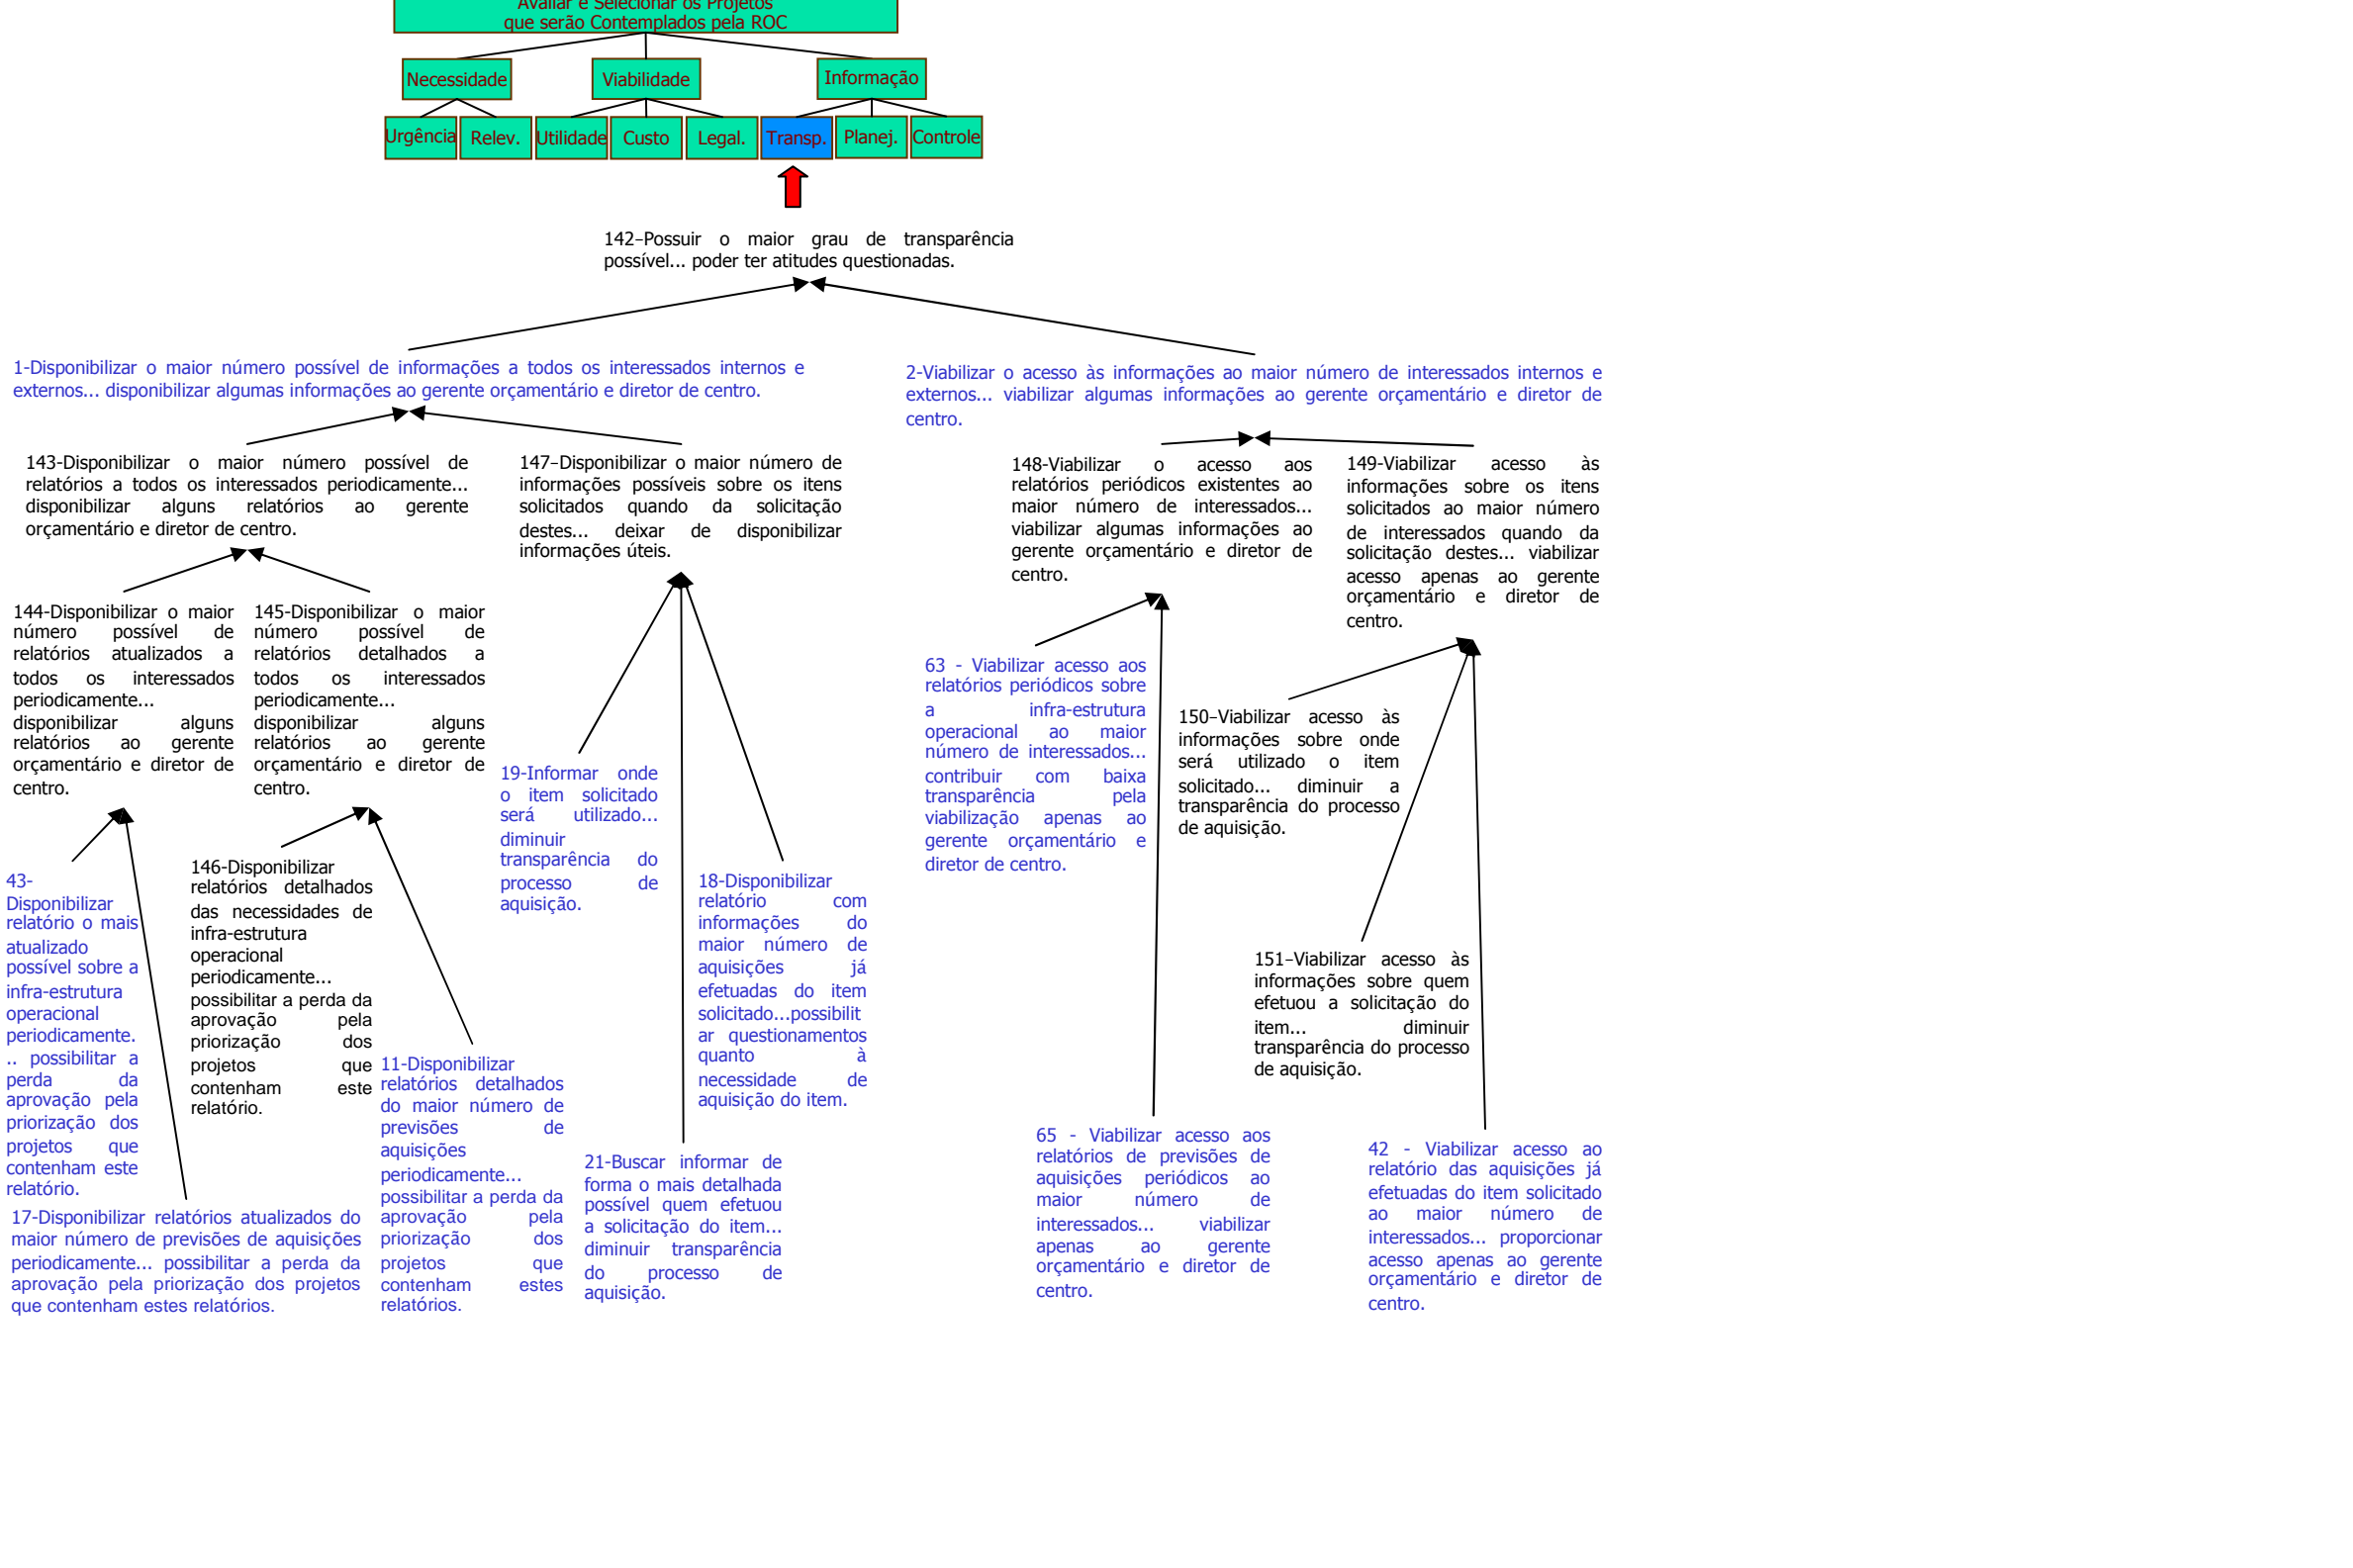 Avaliar e Selecionar os Projetos
que serão Contemplados pela ROC
Necessidade
Viabilidade
Informação
Urgência
Relev.
Utilidade
Custo
Legal.
Transp.
Planej.
Controle
142–Possuir o maior grau de transparência
possível... poder ter atitudes questionadas.
1-Disponibilizar o maior número possível de informações a todos os interessados internos e
externos... disponibilizar algumas informações ao gerente orçamentário e diretor de centro.
2-Viabilizar o acesso às informações ao maior número de interessados internos e
externos... viabilizar algumas informações ao gerente orçamentário e diretor de
centro.
143-Disponibilizar o maior número possível de
relatórios a todos os interessados periodicamente...
disponibilizar alguns relatórios ao gerente
orçamentário e diretor de centro.
147–Disponibilizar o maior número de
informações possíveis sobre os itens
solicitados quando da solicitação
destes... deixar de disponibilizar
informações úteis.
148-Viabilizar o acesso aos
relatórios periódicos existentes ao
maior número de interessados...
viabilizar algumas informações ao
gerente orçamentário e diretor de
centro.
149-Viabilizar acesso às
informações sobre os itens
solicitados ao maior número
de interessados quando da
solicitação destes... viabilizar
acesso apenas ao gerente
orçamentário e diretor de
centro.
144-Disponibilizar o maior
número possível de
relatórios atualizados a
todos os interessados
periodicamente...
disponibilizar alguns
relatórios ao gerente
orçamentário e diretor de
centro.
145-Disponibilizar o maior
número possível de
relatórios detalhados a
todos os interessados
periodicamente...
disponibilizar alguns
relatórios ao gerente
orçamentário e diretor de
centro.
63 - Viabilizar acesso aos
relatórios periódicos sobre
a infra-estrutura
operacional ao maior
número de interessados...
contribuir com baixa
transparência pela
viabilização apenas ao
gerente orçamentário e
diretor de centro.
150–Viabilizar acesso às
informações sobre onde
será utilizado o item
solicitado... diminuir a
transparência do processo
de aquisição.
19-Informar onde
o item solicitado
será utilizado...
diminuir
transparência do
processo de
aquisição.
43-
Disponibilizar
relatório o mais
atualizado
possível sobre a
infra-estrutura
operacional
periodicamente.
.. possibilitar a
perda da
aprovação pela
priorização dos
projetos que
contenham este
relatório.
146-Disponibilizar
relatórios detalhados
das necessidades de
infra-estrutura
operacional
periodicamente...
possibilitar a perda da
aprovação pela
priorização dos
projetos que
contenham este
relatório.
18-Disponibilizar
relatório com
informações do
maior número de
aquisições já
efetuadas do item
solicitado...possibilit
ar questionamentos
quanto à
necessidade de
aquisição do item.
151–Viabilizar acesso às
informações sobre quem
efetuou a solicitação do
item... diminuir
transparência do processo
de aquisição.
11-Disponibilizar
relatórios detalhados
do maior número de
previsões de
aquisições
periodicamente...
possibilitar a perda da
aprovação pela
priorização dos
projetos que
contenham estes
relatórios.
21-Buscar informar de
forma o mais detalhada
possível quem efetuou
a solicitação do item...
diminuir transparência
do processo de
aquisição.
65 - Viabilizar acesso aos
relatórios de previsões de
aquisições periódicos ao
maior número de
interessados... viabilizar
apenas ao gerente
orçamentário e diretor de
centro.
42 - Viabilizar acesso ao
relatório das aquisições já
efetuadas do item solicitado
ao maior número de
interessados... proporcionar
acesso apenas ao gerente
orçamentário e diretor de
centro.
17-Disponibilizar relatórios atualizados do
maior número de previsões de aquisições
periodicamente... possibilitar a perda da
aprovação pela priorização dos projetos
que contenham estes relatórios.